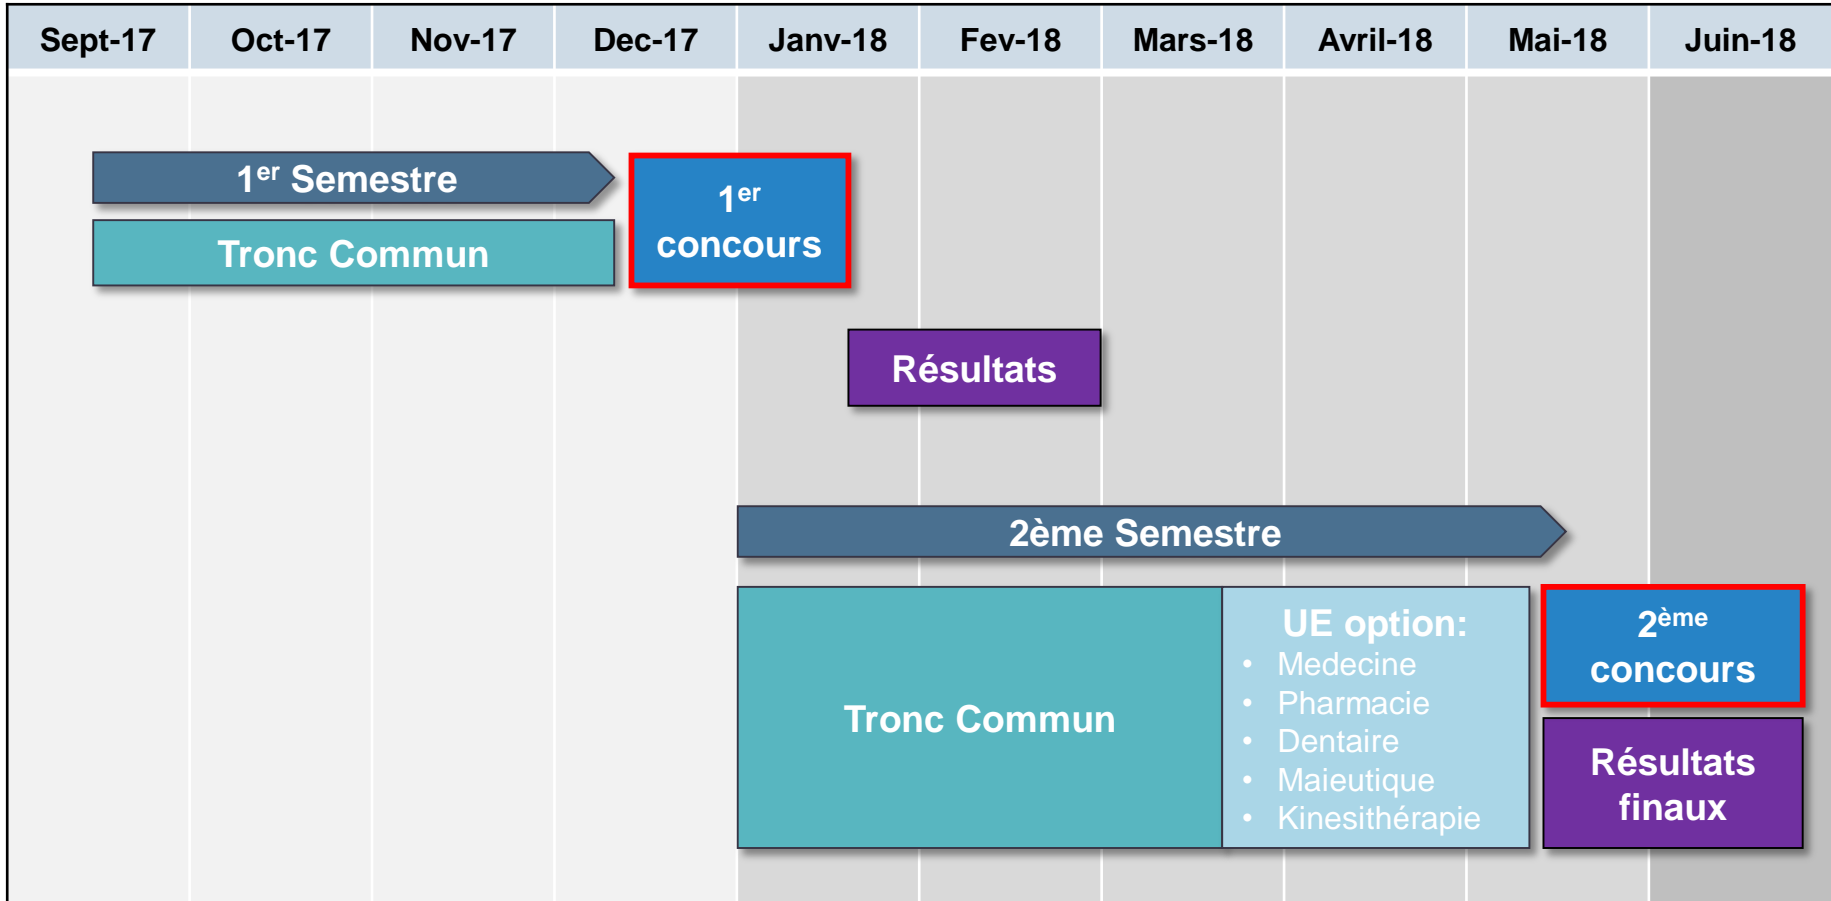 Sept-17 Oct-17 Nov-17 Dec-17 Janv-18 Fev-18 Mars-18 Avril-18 Mai-18 Juin-18
1er Semestre
Tronc Commun
1er
concours
Résultats
2ème Semestre
Tronc Commun
UE option:
• Medecine
• Pharmacie
• Dentaire
• Maieutique
• Kinesithérapie
2ème
concours
Résultats
finaux